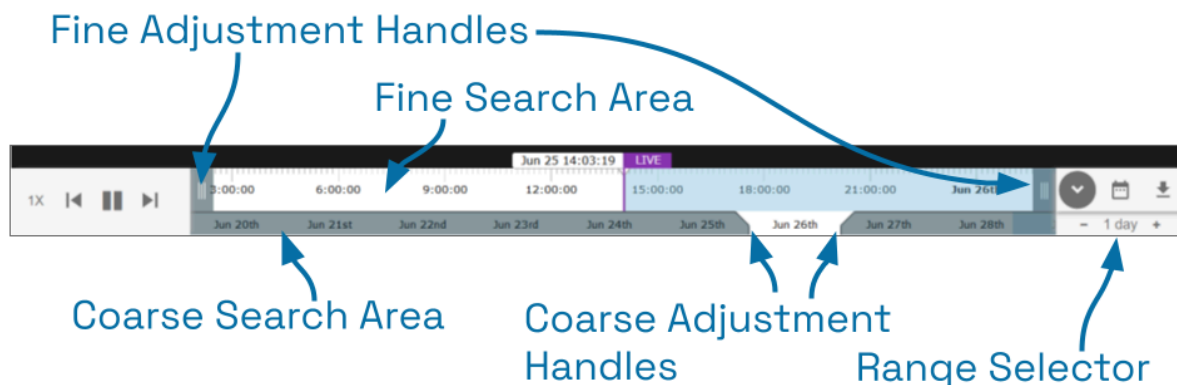 Fine Adjustment Handles
Fine Search Area
Jun 25 14:03:19 LIVE
1X 3:00:00 6:00:00 9:00:00 12:00:00 15:00:00 18:00:00 21:00:00 Jun 26th
Jun 20th Jun 21st Jun 22nd Jun 23rd Jun 24th Jun 25th Jun 26th Jun 27th Jun 28th - 1 day +
Coarse Search Area
Coarse Adjustment
Handles
Range Selector